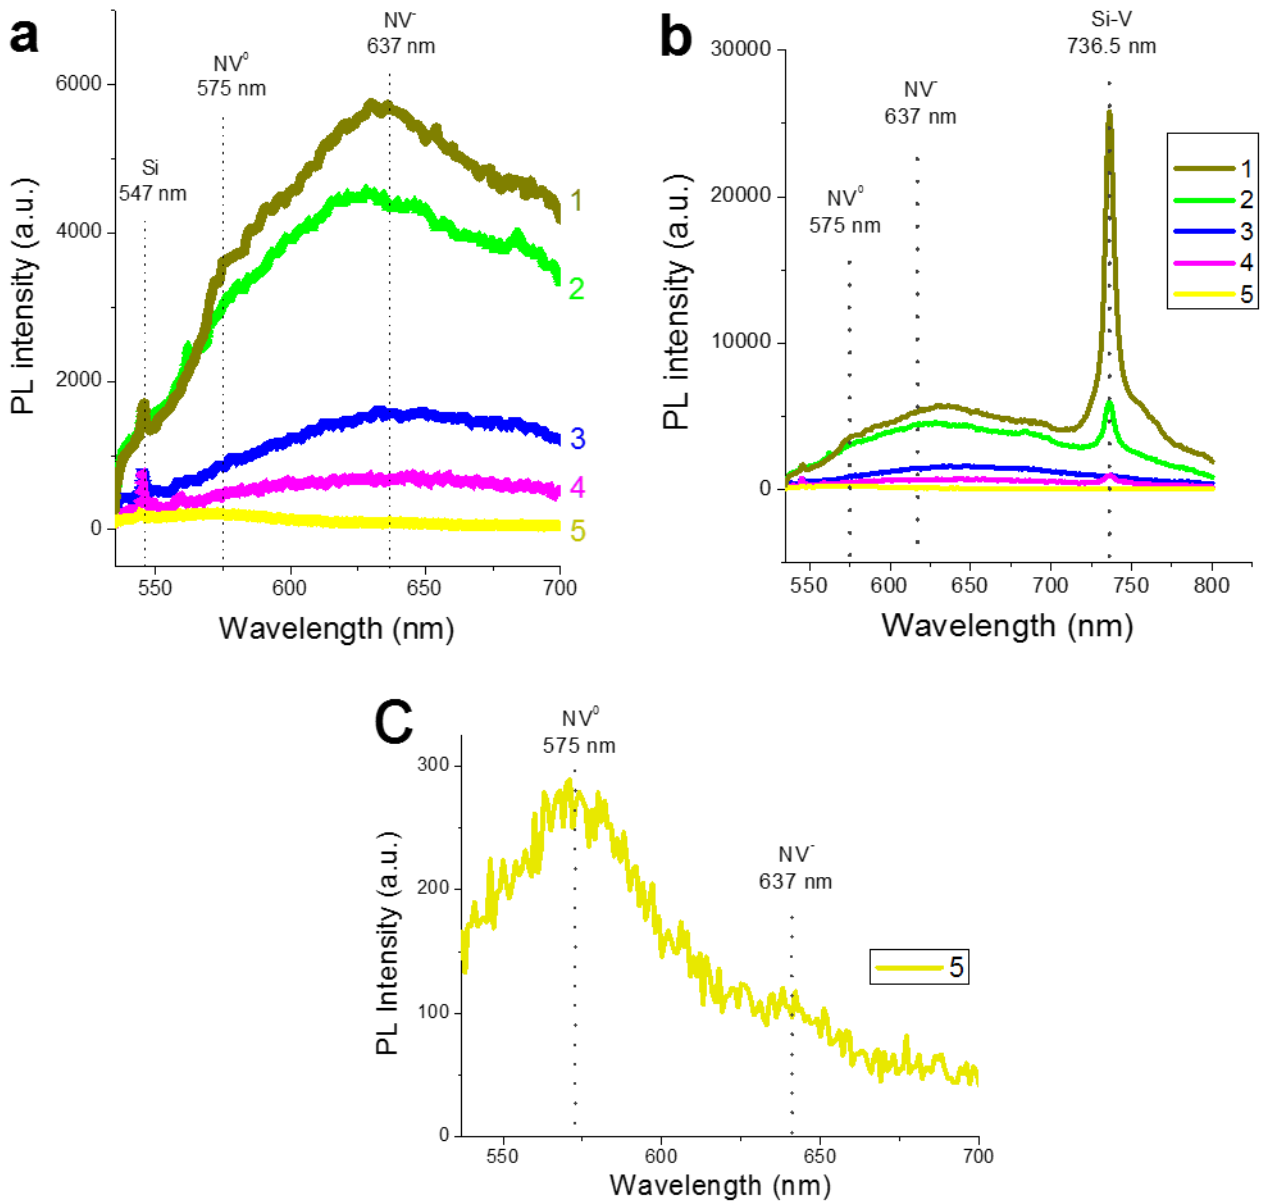 a
NV⁻
637 nm
NV⁰
575 nm
Si
547 nm
6000
4000
2000
0
PL intensity (a.u.)
1
2
3
4
5
550
600
650
700
Wavelength (nm)
b
Si-V
736.5 nm
NV⁻
637 nm
NV⁰
575 nm
30000
20000
10000
0
PL intensity (a.u.)
1
2
3
4
5
550
600
650
700
750
800
Wavelength (nm)
C
NV⁰
575 nm
NV⁻
637 nm
300
200
100
0
PL Intensity (a.u.)
5
550
600
650
700
Wavelength (nm)